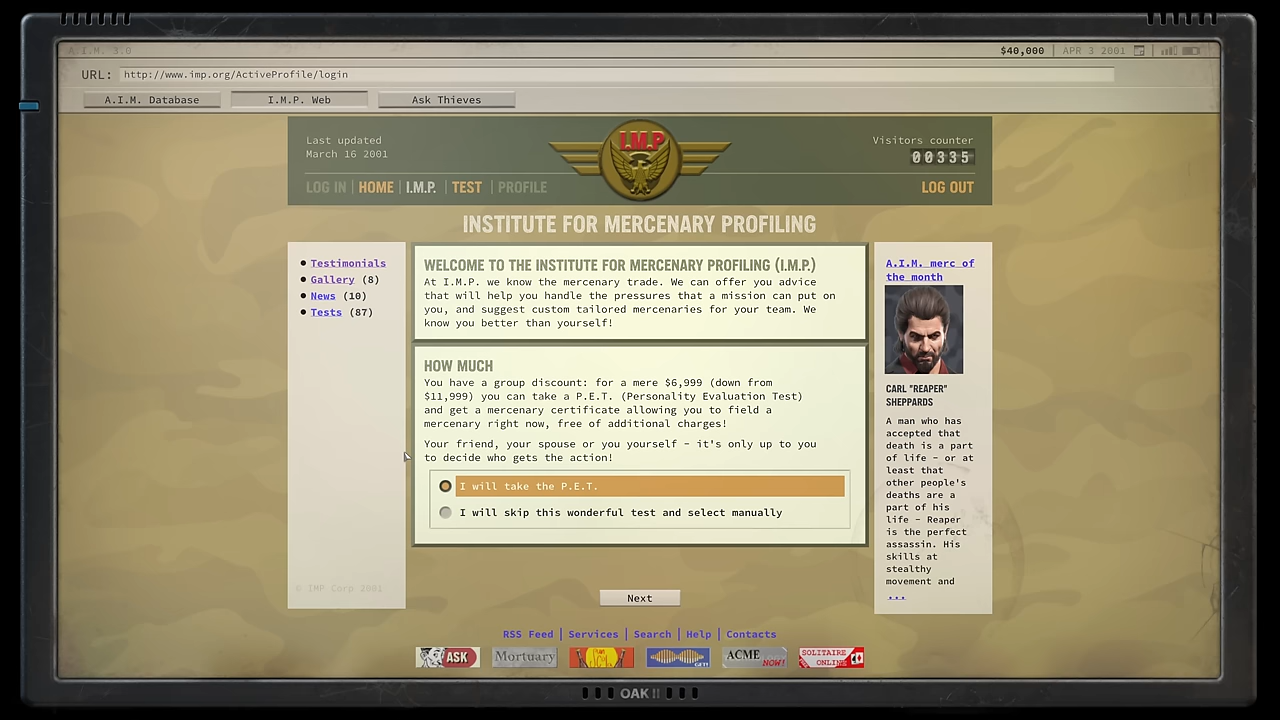 A.I.M. 3.0
$40,000 | APR 3 2001
URL: http://www.imp.org/ActiveProfile/login
A.I.M. Database
I.M.P. Web
Ask Thieves
Last updated
March 16 2001
I.M.P
Visitors counter
00335
LOG IN | HOME | I.M.P. | TEST | PROFILE
LOG OUT
INSTITUTE FOR MERCENARY PROFILING
Testimonials
Gallery (8)
News (10)
Tests (87)
© IMP Corp 2001
WELCOME TO THE INSTITUTE FOR MERCENARY PROFILING (I.M.P.)
At I.M.P. we know the mercenary trade. We can offer you advice
that will help you handle the pressures that a mission can put on
you, and suggest custom tailored mercenaries for your team. We
know you better than yourself!
HOW MUCH
You have a group discount: for a mere $6,999 (down from
$11,999) you can take a P.E.T. (Personality Evaluation Test)
and get a mercenary certificate allowing you to field a
mercenary right now, free of additional charges!
Your friend, your spouse or you yourself – it's only up to you
to decide who gets the action!
I will take the P.E.T.
I will skip this wonderful test and select manually
A.I.M. merc of
the month
CARL "REAPER"
SHEPPARDS
A man who has
accepted that
death is a part
of life – or at
least that
other people's
deaths are a
part of his
life – Reaper
is the perfect
assassin. His
skills at
stealthy
movement and
...
Next
RSS Feed | Services | Search | Help | Contacts
ASK
Mortuary
GET!
ACME NOW!
SOLITAIRE
ONLINE
OAK II